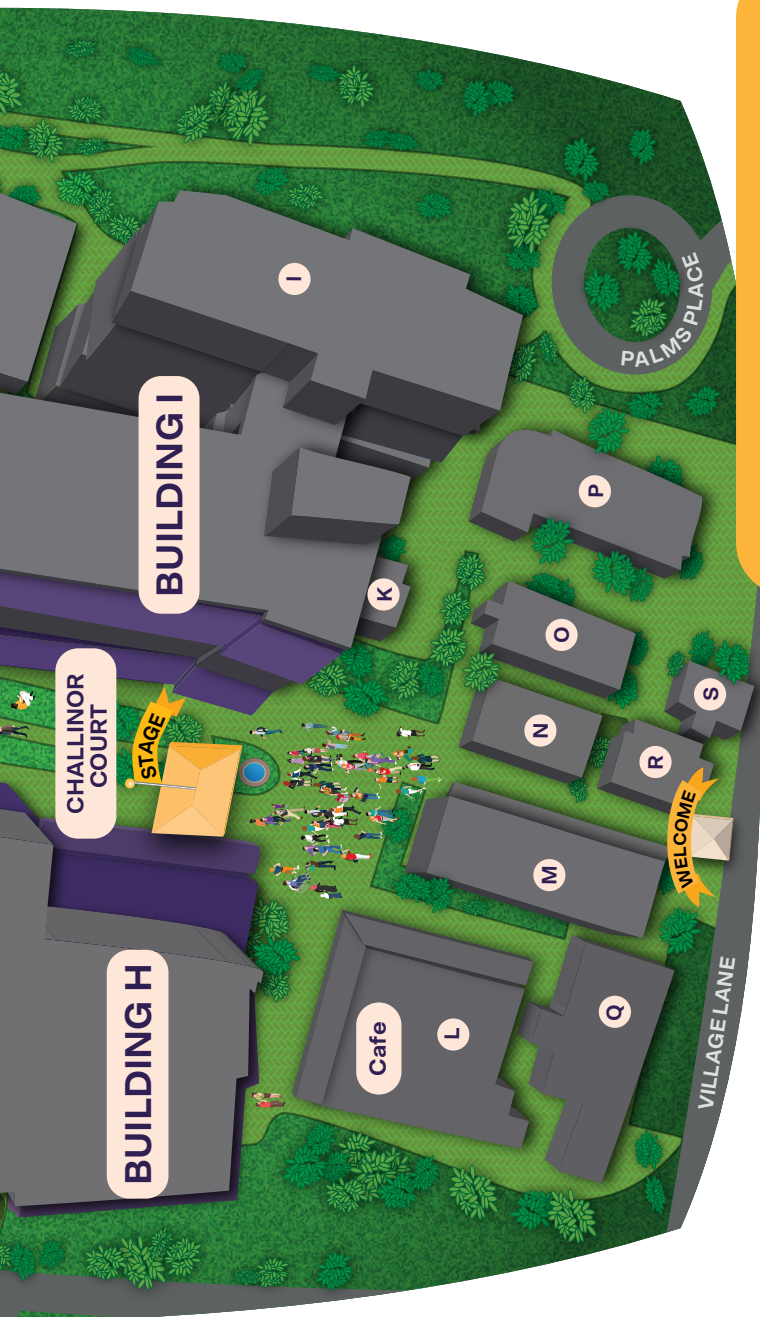 PALMS PLACE
I
BUILDING I
P
K
O
S
N
R
CHALLINOR
COURT
STAGE
WELCOME
M
VILLAGE LANE
Q
L
Cafe
BUILDING H